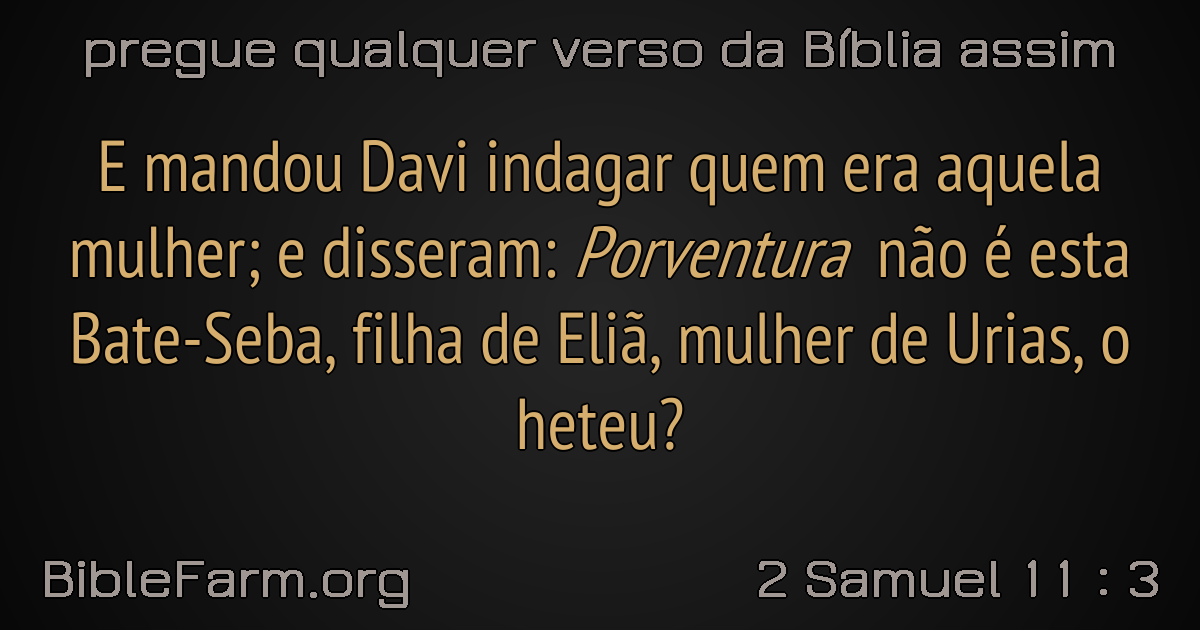 pregue qualquer verso da Bíblia assim
E mandou Davi indagar quem era aquela
mulher; e disseram: Porventura não é esta
Bate-Seba, filha de Eliã, mulher de Urias, o
heteu?
BibleFarm.org
2 Samuel 11 : 3